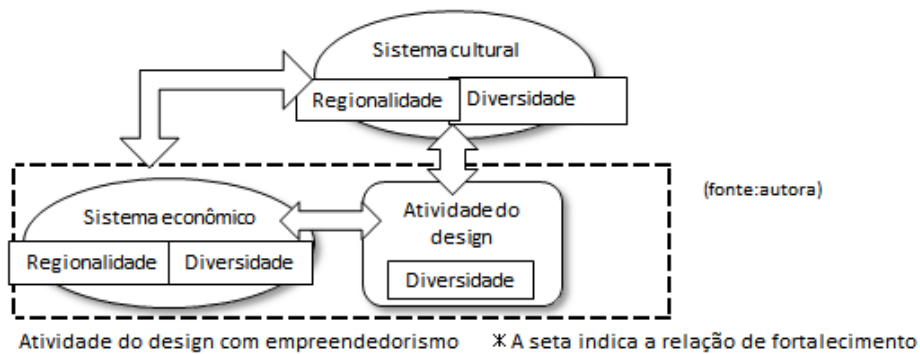 Sistema cultural
Regionalidade
Diversidade
(fonte:autora)
Sistema econômico
Regionalidade
Diversidade
Atividade do
design
Diversidade
Atividade do design com empreendedorismo
Ж A seta indica a relação de fortalecimento